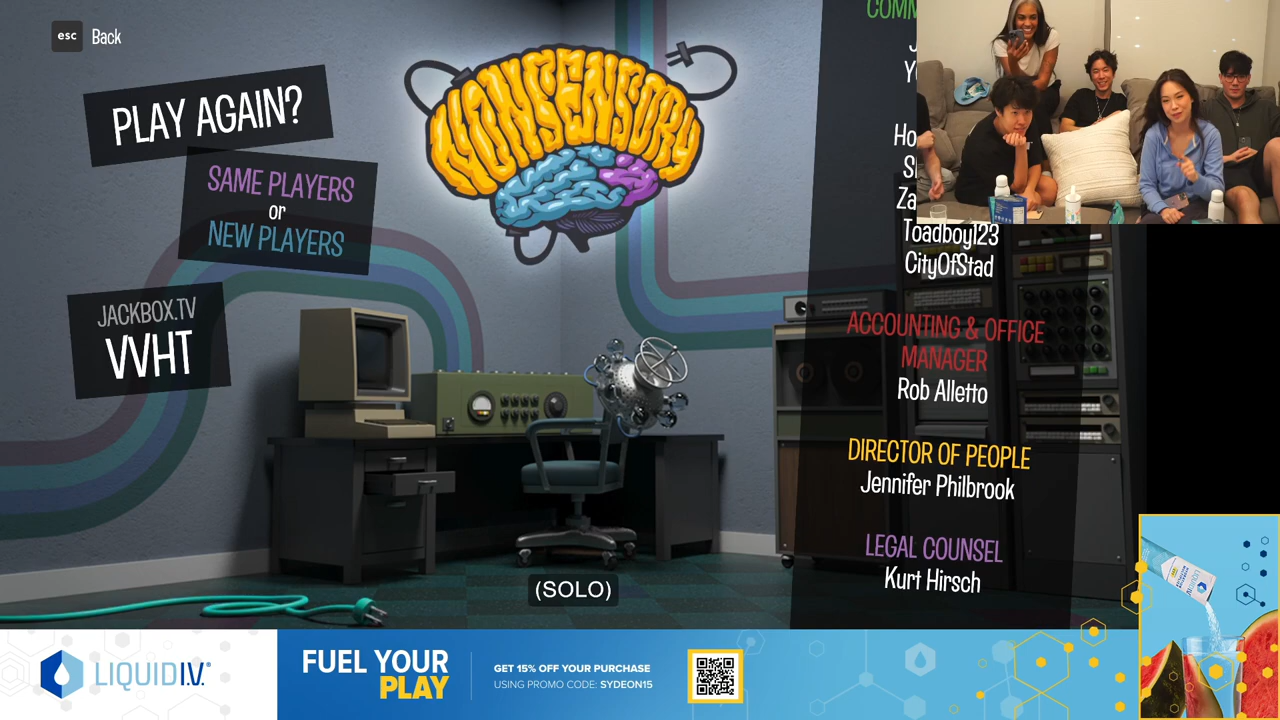 esc Back
PLAY AGAIN?
SAME PLAYERS
or
NEW PLAYERS
JACKBOX.TV
VVHT
NONSENSORY
COMM
Toadboy123
CityOfStad
ACCOUNTING & OFFICE
MANAGER
Rob Alletto
DIRECTOR OF PEOPLE
Jennifer Philbrook
LEGAL COUNSEL
Kurt Hirsch
(SOLO)
LIQUID I.V.
FUEL YOUR
PLAY
GET 15% OFF YOUR PURCHASE
USING PROMO CODE: SYDEON15